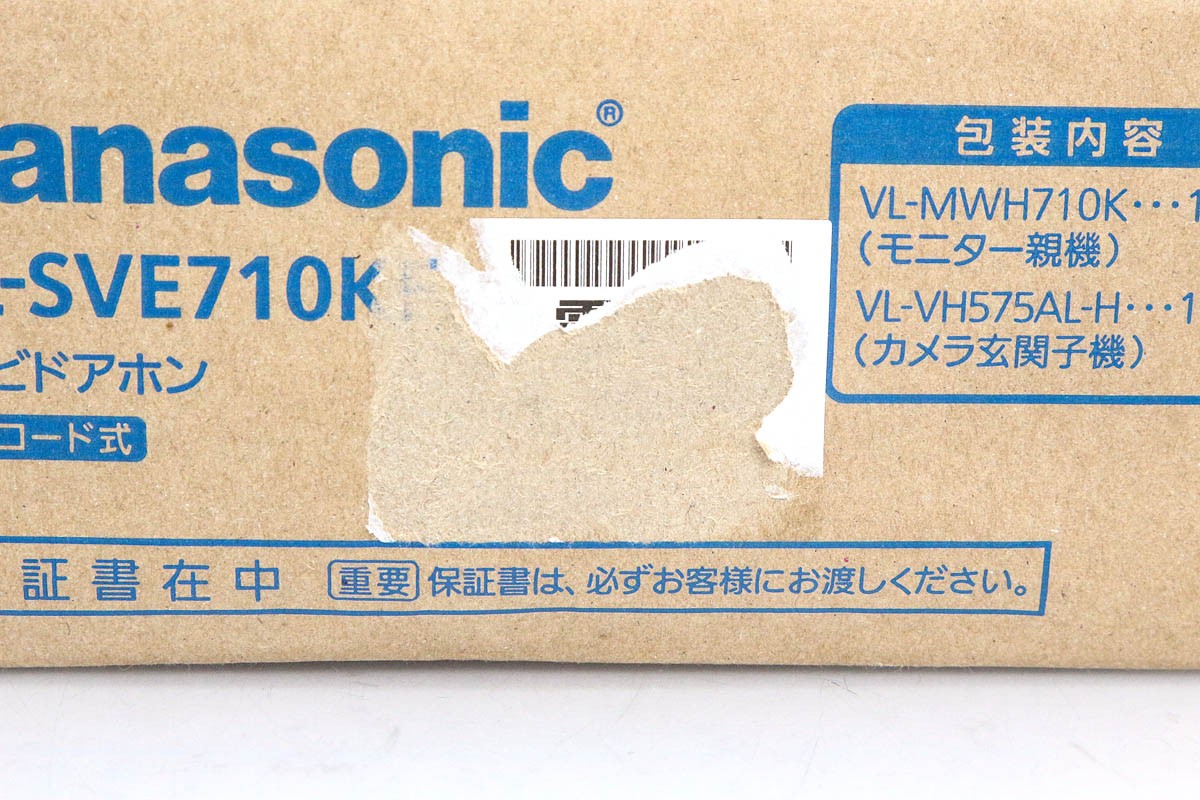 anasonic®
-SVE710KF
ビドアホン
コード式
包装内容
VL-MWH710K・・・1
(モニター親機)
VL-VH575AL-H・・・1
(カメラ玄関子機)
証書在中
重要 保証書は、必ずお客様にお渡しください。